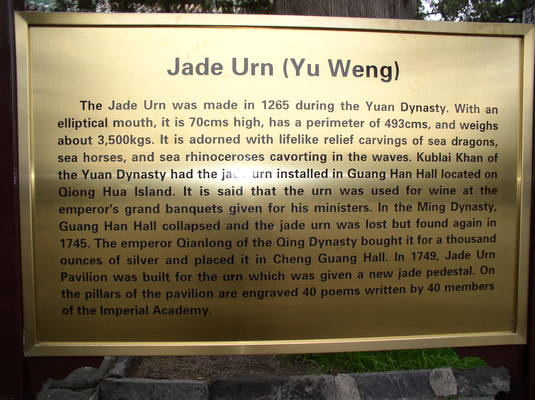 Jade Urn (Yu Weng)
The Jade Urn was made in 1265 during the Yuan Dynasty. With an
elliptical mouth, it is 70cms high, has a perimeter of 493cms, and weighs
about 3,500kgs. It is adorned with lifelike relief carvings of sea dragons,
sea horses, and sea rhinoceroses cavorting in the waves. Kublai Khan of
the Yuan Dynasty had the jade urn installed in Guang Han Hall located on
Qiong Hua Island. It is said that the urn was used for wine at the
emperor's grand banquets given for his ministers. In the Ming Dynasty,
Guang Han Hall collapsed and the jade urn was lost but found again in
1745. The emperor Qianlong of the Qing Dynasty bought it for a thousand
ounces of silver and placed it in Cheng Guang Hall. In 1749, Jade Urn
Pavilion was built for the urn which was given a new jade pedestal. On
the pillars of the pavilion are engraved 40 poems written by 40 members
of the Imperial Academy.